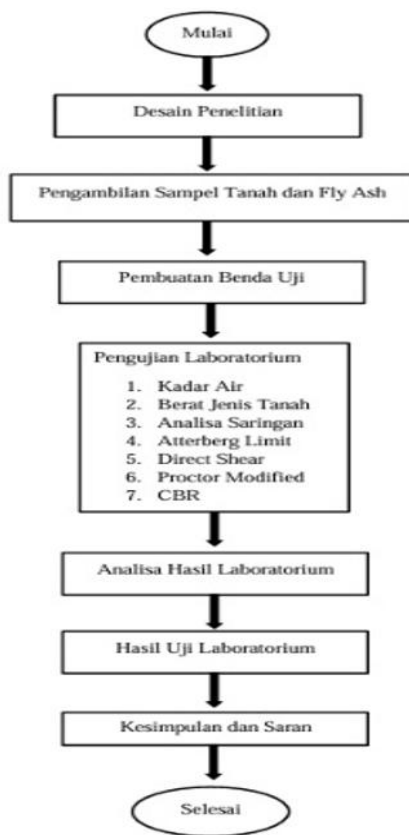 Mulai
Desain Penelitian
Pengambilan Sampel Tanah dan Fly Ash
Pembuatan Benda Uji
Pengujian Laboratorium
1. Kadar Air
2. Berat Jenis Tanah
3. Analisa Saringan
4. Atterberg Limit
5. Direct Shear
6. Proctor Modified
7. CBR
Analisa Hasil Laboratorium
Hasil Uji Laboratorium
Kesimpulan dan Saran
Selesai